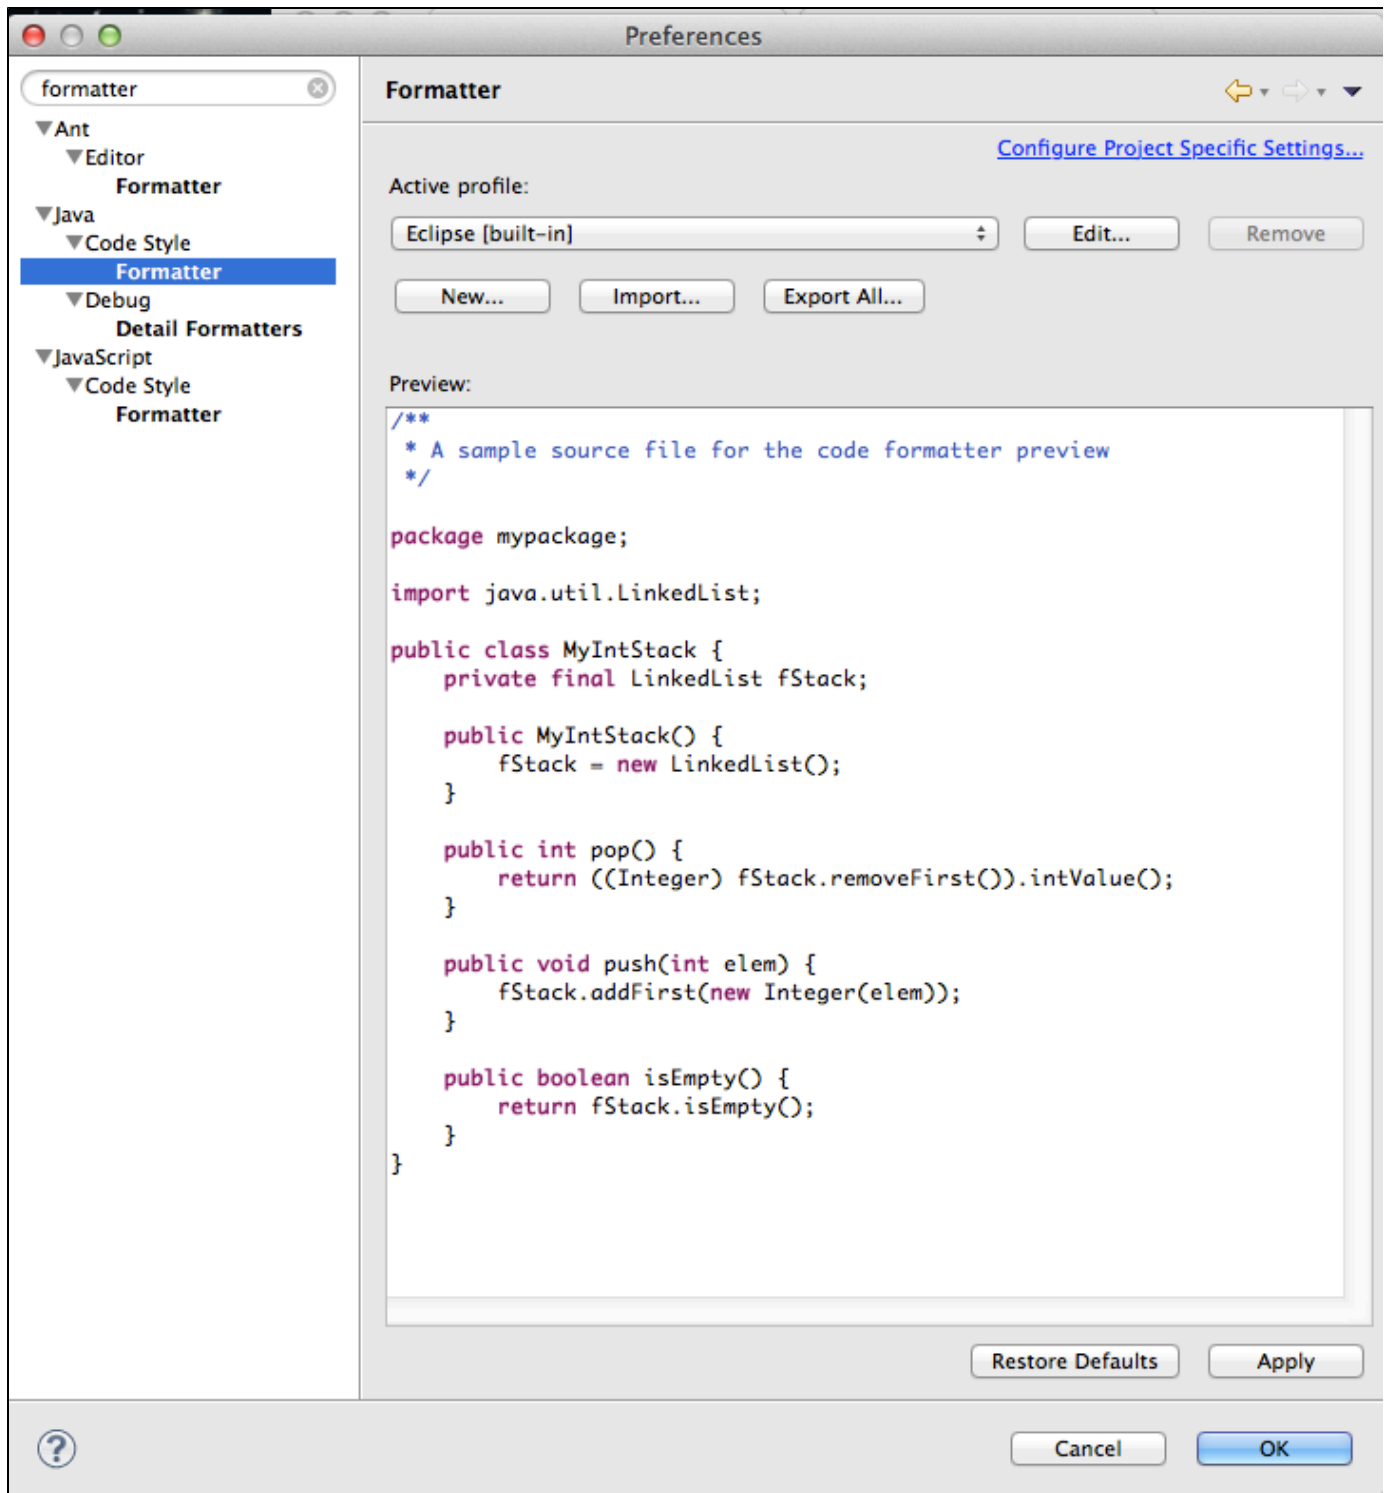 Preferences
formatter
Ant
Editor
Formatter
Java
Code Style
Formatter
Debug
Detail Formatters
JavaScript
Code Style
Formatter
Formatter
Configure Project Specific Settings...
Active profile:
Eclipse [built-in]
Edit...
Remove
New...
Import...
Export All...
Preview:
/**
 * A sample source file for the code formatter preview
 */
package mypackage;
import java.util.LinkedList;
public class MyIntStack {
    private final LinkedList fStack;
    public MyIntStack() {
        fStack = new LinkedList();
    }
    public int pop() {
        return ((Integer) fStack.removeFirst()).intValue();
    }
    public void push(int elem) {
        fStack.addFirst(new Integer(elem));
    }
    public boolean isEmpty() {
        return fStack.isEmpty();
    }
}
Restore Defaults
Apply
?
Cancel
OK